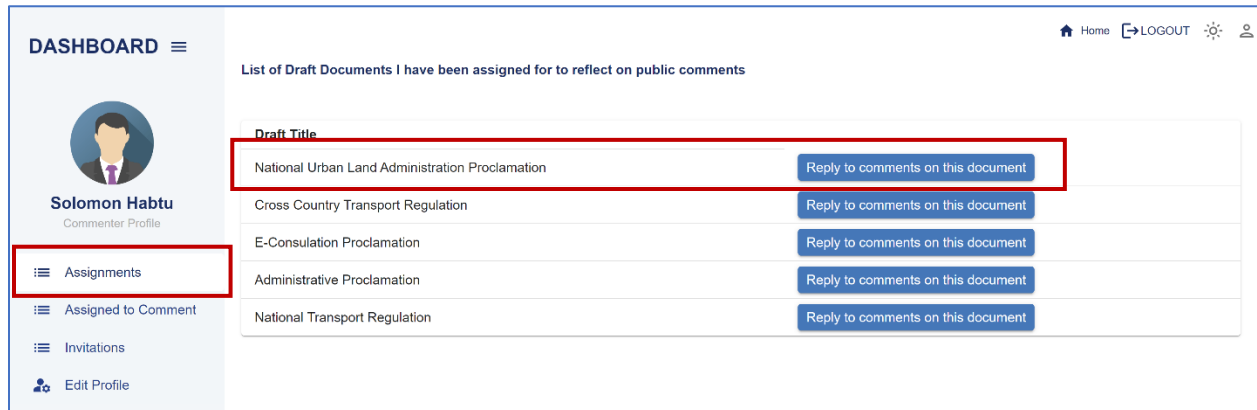 Home LOGOUT
DASHBOARD
List of Draft Documents I have been assigned for to reflect on public comments
Solomon Habtu
Commenter Profile
Assignments
Assigned to Comment
Invitations
Edit Profile
Draft Title
National Urban Land Administration Proclamation Reply to comments on this document
Cross Country Transport Regulation Reply to comments on this document
E-Consulation Proclamation Reply to comments on this document
Administrative Proclamation Reply to comments on this document
National Transport Regulation Reply to comments on this document